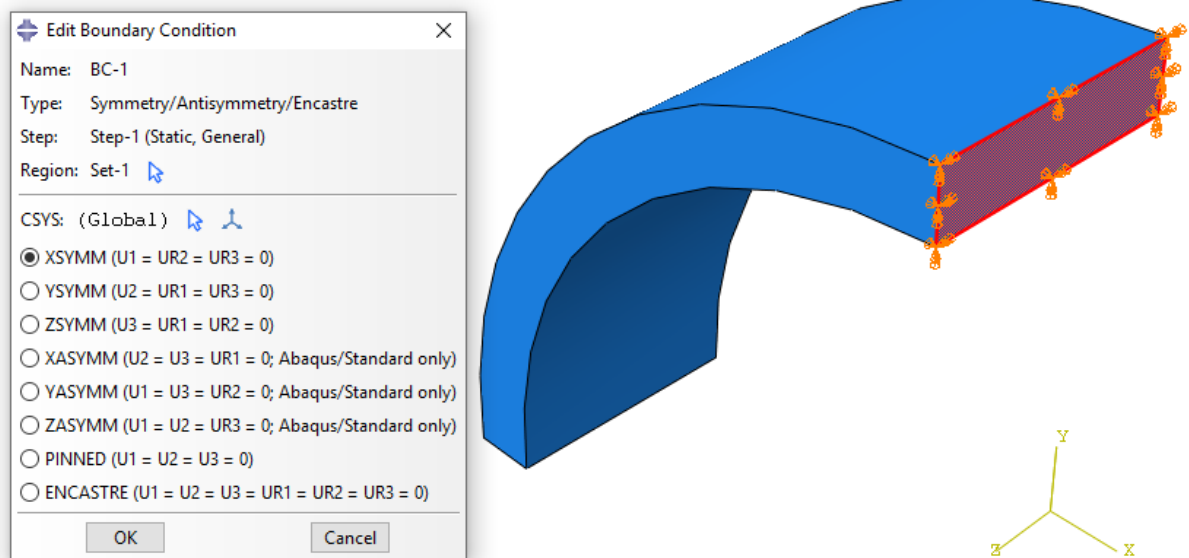 Edit Boundary Condition
Name: BC-1
Type: Symmetry/Antisymmetry/Encastre
Step: Step-1 (Static, General)
Region: Set-1
CSYS: (Global)
XSYMM (U1 = UR2 = UR3 = 0)
YSYMM (U2 = UR1 = UR3 = 0)
ZSYMM (U3 = UR1 = UR2 = 0)
XASYMM (U2 = U3 = UR1 = 0; Abaqus/Standard only)
YASYMM (U1 = U3 = UR2 = 0; Abaqus/Standard only)
ZASYMM (U1 = U2 = UR3 = 0; Abaqus/Standard only)
PINNED (U1 = U2 = U3 = 0)
ENCASTRE (U1 = U2 = U3 = UR1 = UR2 = UR3 = 0)
OK Cancel
Y
Z X